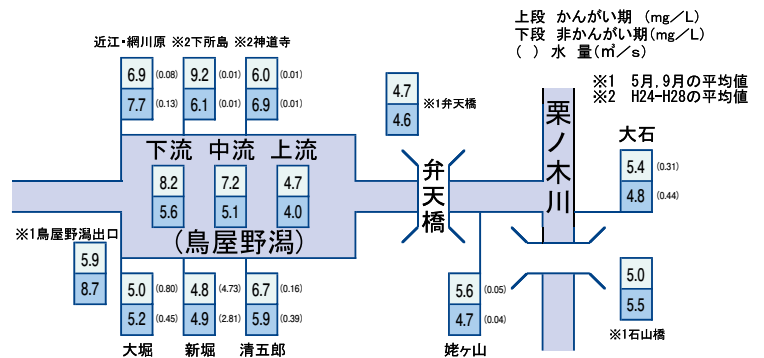 上段 かんがい期 (mg/L)
下段 非かんがい期(mg/L)
( ) 水 量(㎥/s)
※1 5月,9月の平均値
※2 H24-H28の平均値
近江・網川原 ※2下所島 ※2神道寺
6.9 (0.08) 9.2 (0.01) 6.0 (0.01)
7.7 (0.13) 6.1 (0.01) 6.9 (0.01)
4.7
4.6
※1弁天橋
下流 中流 上流
8.2 7.2 4.7
5.6 5.1 4.0
(鳥屋野潟)
弁天橋
栗ノ木川
大石
5.4 (0.31)
4.8 (0.44)
※1鳥屋野潟出口
5.9
8.7
5.0 (0.80) 4.8 (4.73) 6.7 (0.16)
5.2 (0.45) 4.9 (2.81) 5.9 (0.39)
大堀 新堀 清五郎
5.6 (0.05)
4.7 (0.04)
姥ヶ山
5.0
5.5
※1石山橋